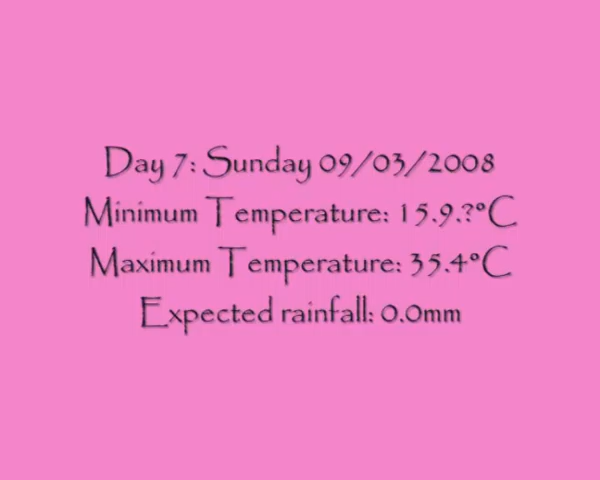 Day 7: Sunday 09/03/2008
Minimum Temperature: 15.9.?°C
Maximum Temperature: 35.4°C
Expected rainfall: 0.0mm